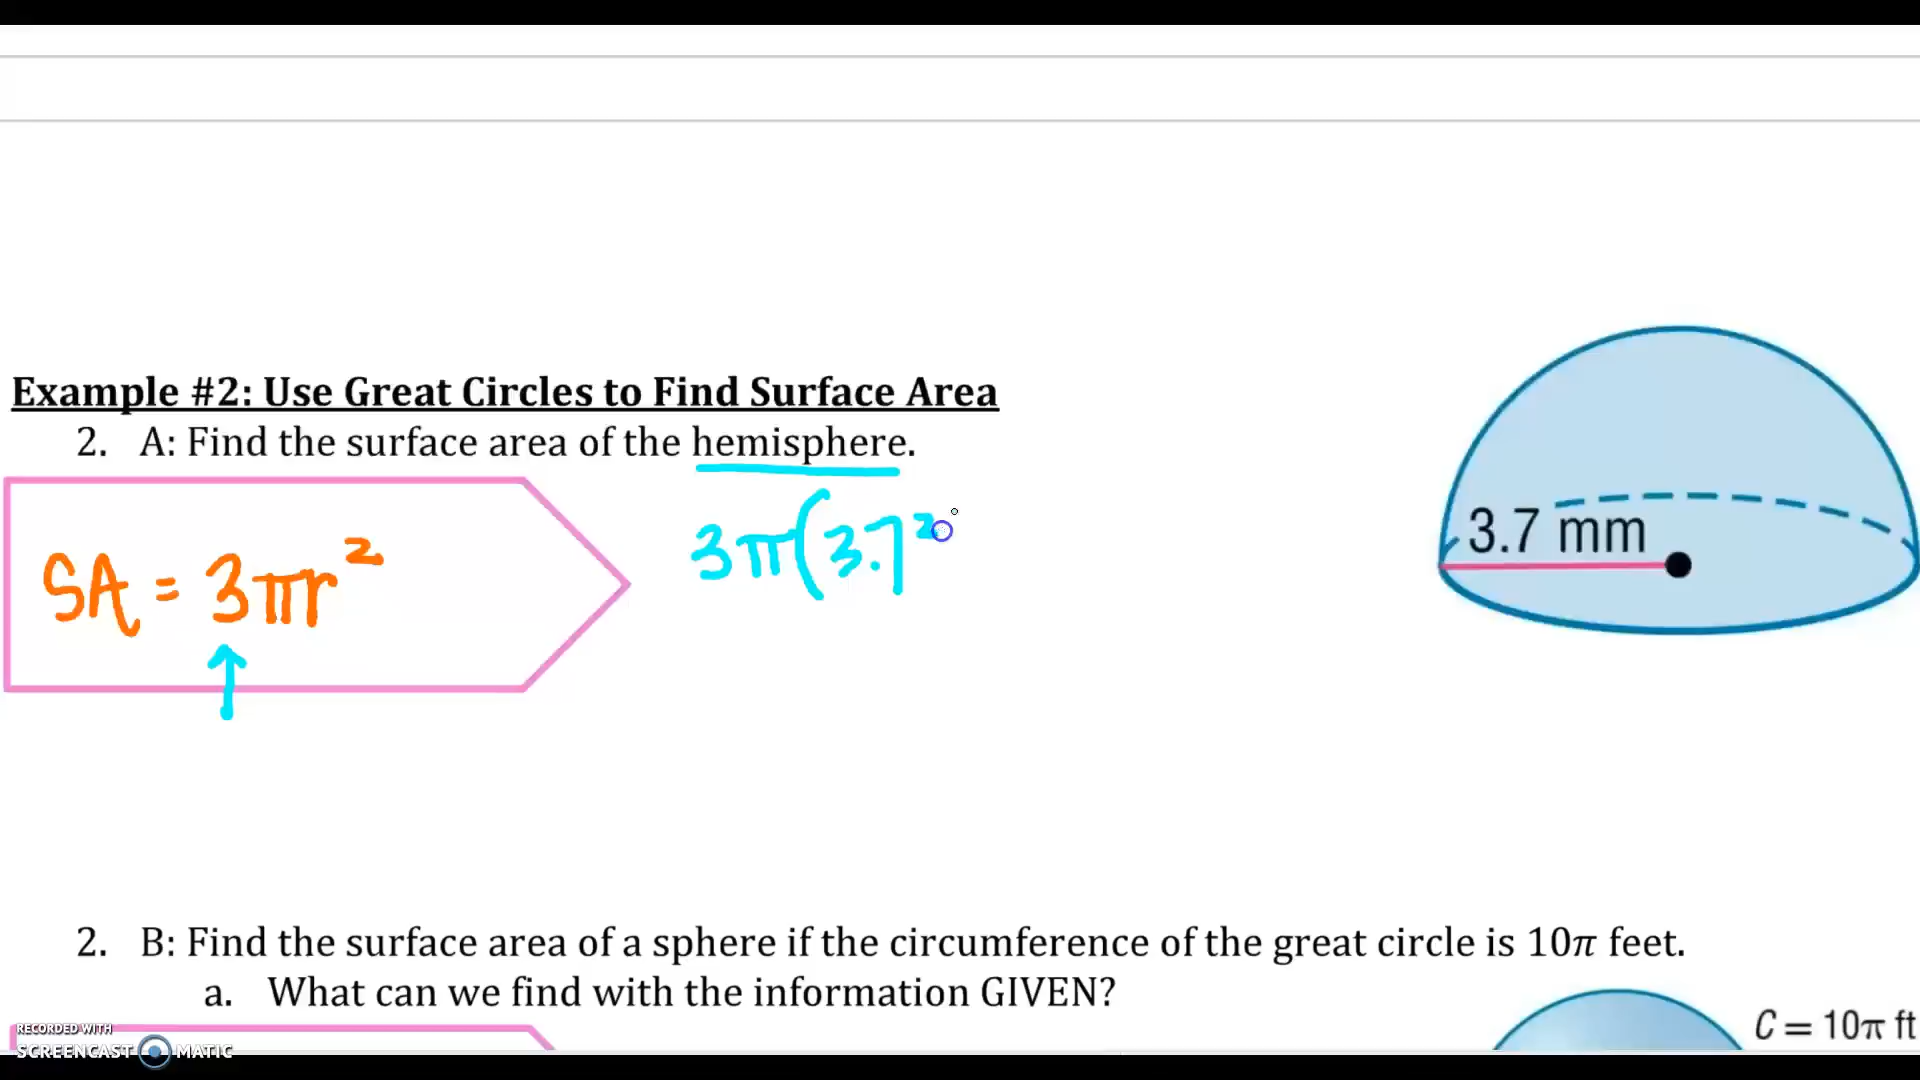 Example #2: Use Great Circles to Find Surface Area
2. A: Find the surface area of the hemisphere.
SA = 3πr²
3π(3.7²
3.7 mm
2. B: Find the surface area of a sphere if the circumference of the great circle is 10π feet.
a. What can we find with the information GIVEN?
C = 10π ft
RECORDED WITH
SCREENCAST MATIC